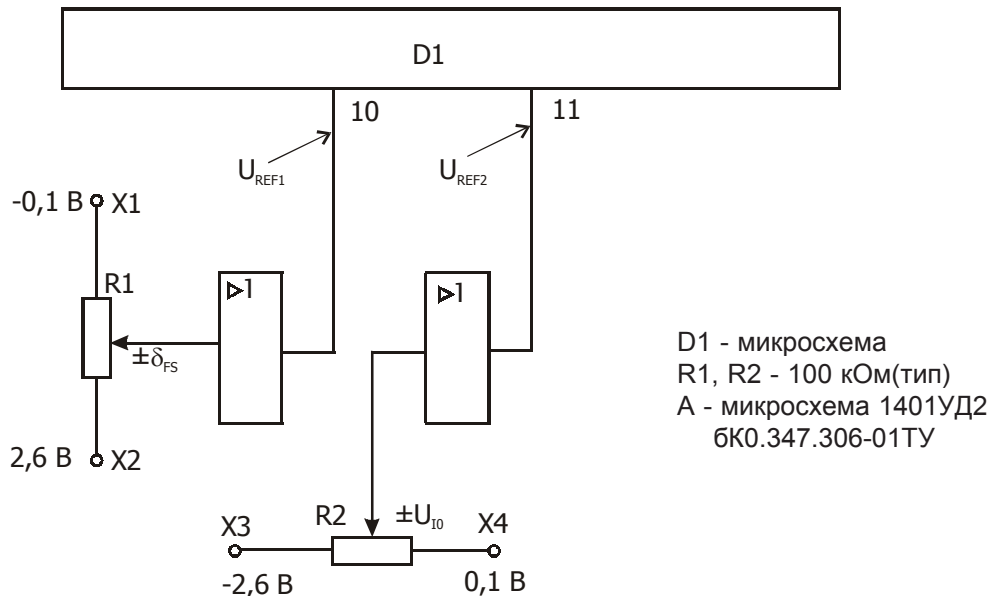 D1
10
11
U REF1
U REF2
-0,1 В
X1
R1
▷1
▷1
±δFS
2,6 В
X2
R2
±U I0
X3
X4
-2,6 В
0,1 В
D1 - микросхема
R1, R2 - 100 кОм(тип)
А - микросхема 1401УД2
бК0.347.306-01ТУ